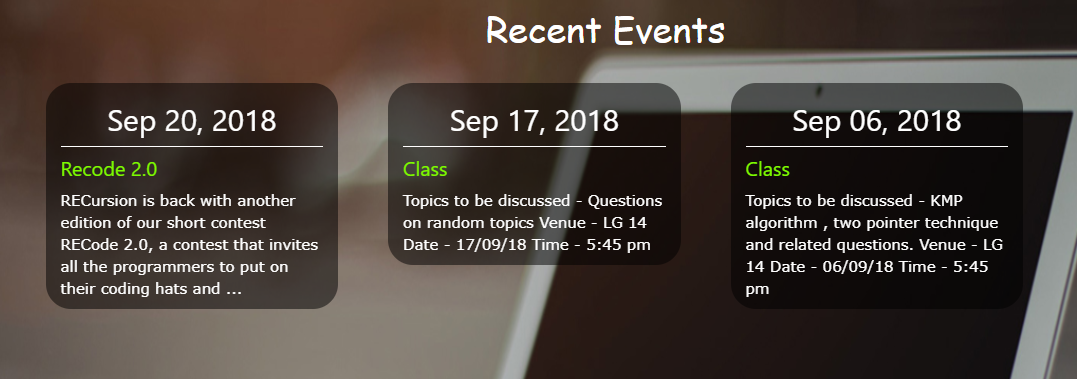 Recent Events
Sep 20, 2018
Recode 2.0
RECursion is back with another
edition of our short contest
RECode 2.0, a contest that invites
all the programmers to put on
their coding hats and ...
Sep 17, 2018
Class
Topics to be discussed - Questions
on random topics Venue - LG 14
Date - 17/09/18 Time - 5:45 pm
Sep 06, 2018
Class
Topics to be discussed - KMP
algorithm , two pointer technique
and related questions. Venue - LG
14 Date - 06/09/18 Time - 5:45
pm